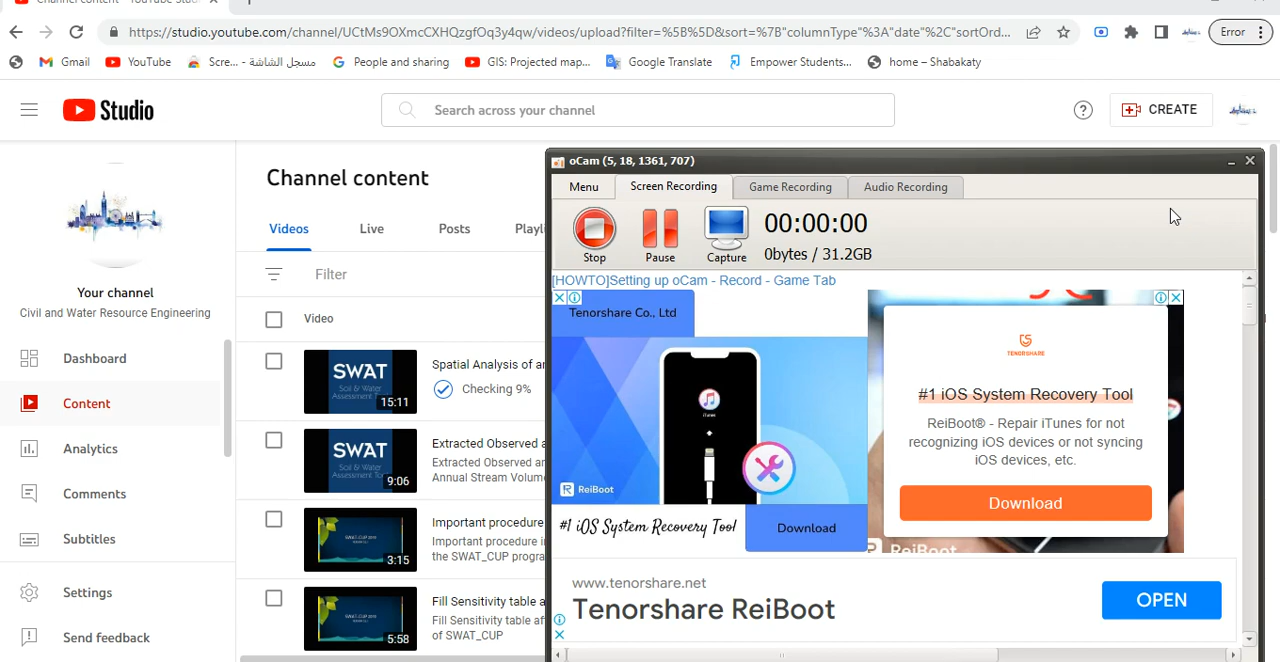 Channel content - YouTube Studio
https://studio.youtube.com/channel/UCtMs9OXmcCXHQzgfOq3y4qw/videos/upload?filter=%5B%5D&sort=%7B"columnType"%3A"date"%2C"sortOrd...
Error
Gmail
YouTube
Scre... - مسجل الشاشة
People and sharing
GIS: Projected map...
Google Translate
Empower Students...
home – Shabakaty
Studio
Search across your channel
CREATE
Your channel
Civil and Water Resource Engineering
Dashboard
Content
Analytics
Comments
Subtitles
Settings
Send feedback
Channel content
Videos
Live
Posts
Playli
Filter
Video
SWAT
Soil & Water
Assessment
15:11
Spatial Analysis of an
Checking 9%
SWAT
Soil & Water
Assessment
9:06
Extracted Observed a
Extracted Observed an
Annual Stream Volume
3:15
Important procedure
Important procedure in
the SWAT_CUP progra
5:58
Fill Sensitivity table a
Fill Sensitivity table af
of SWAT_CUP
oCam (5, 18, 1361, 707)
Menu
Screen Recording
Game Recording
Audio Recording
Stop
Pause
Capture
00:00:00
0bytes / 31.2GB
[HOWTO]Setting up oCam - Record - Game Tab
Tenorshare Co., Ltd
iTunes
ReiBoot
#1 iOS System Recovery Tool
Download
TENORSHARE
#1 iOS System Recovery Tool
ReiBoot® - Repair iTunes for not
recognizing iOS devices or not syncing
iOS devices, etc.
Download
ReiBoot
www.tenorshare.net
Tenorshare ReiBoot
OPEN